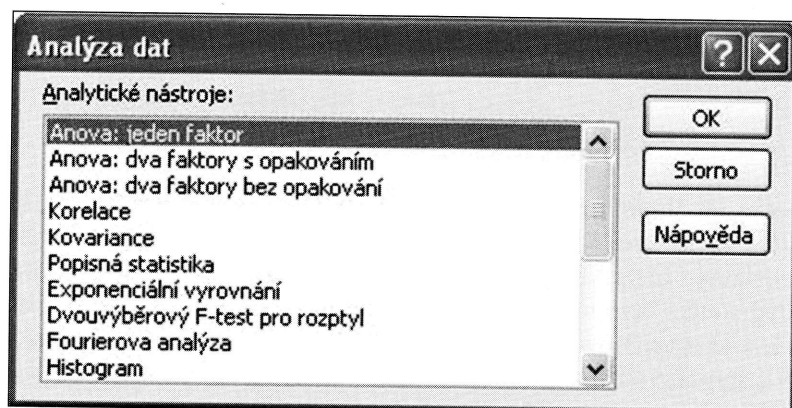 Analýza dat
Analytické nástroje:
Anova: jeden faktor
Anova: dva faktory s opakováním
Anova: dva faktory bez opakování
Korelace
Kovariance
Popisná statistika
Exponenciální vyrovnání
Dvouvýběrový F-test pro rozptyl
Fourierova analýza
Histogram
OK
Storno
Nápověda